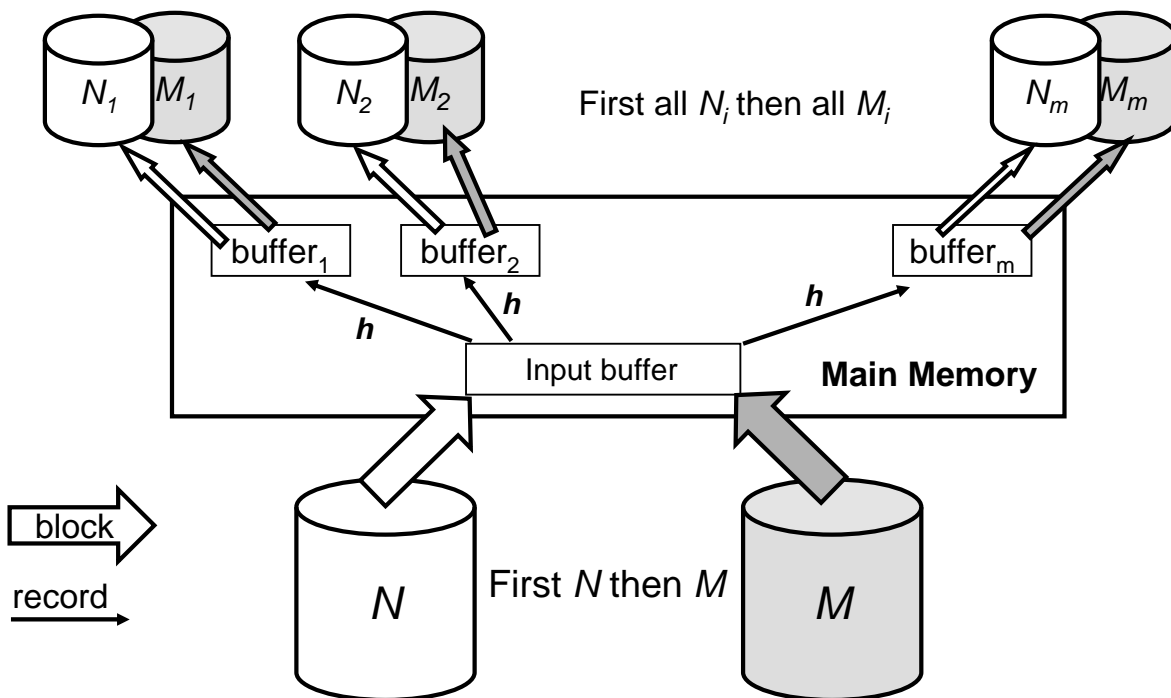 N₁ M₁ N₂ M₂ Nₘ Mₘ
First all Nᵢ then all Mᵢ
buffer₁ buffer₂ bufferₘ
h h h
Input buffer
Main Memory
block
record
N First N then M M